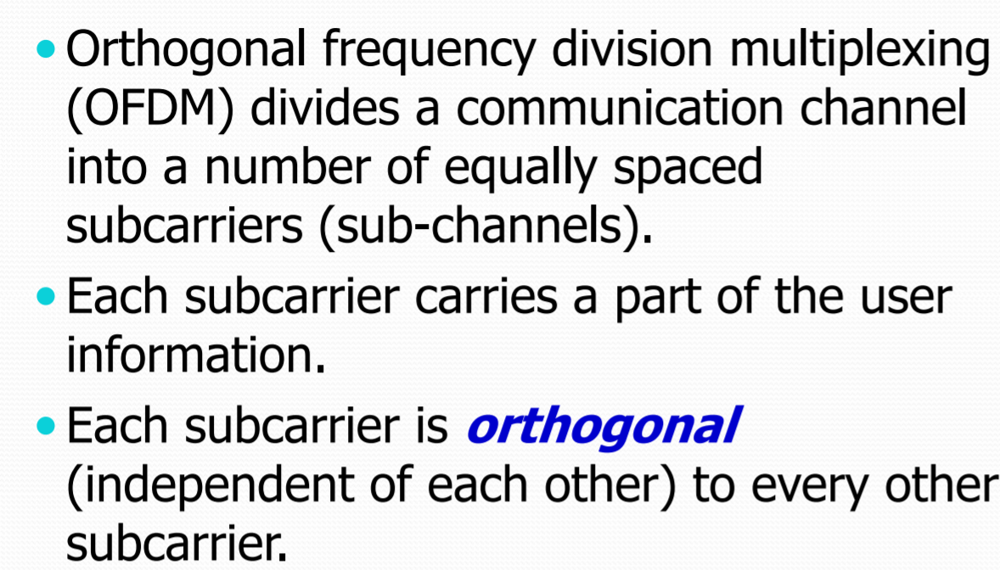 • Orthogonal frequency division multiplexing
(OFDM) divides a communication channel
into a number of equally spaced
subcarriers (sub-channels).
• Each subcarrier carries a part of the user
information.
• Each subcarrier is orthogonal
(independent of each other) to every other
subcarrier.